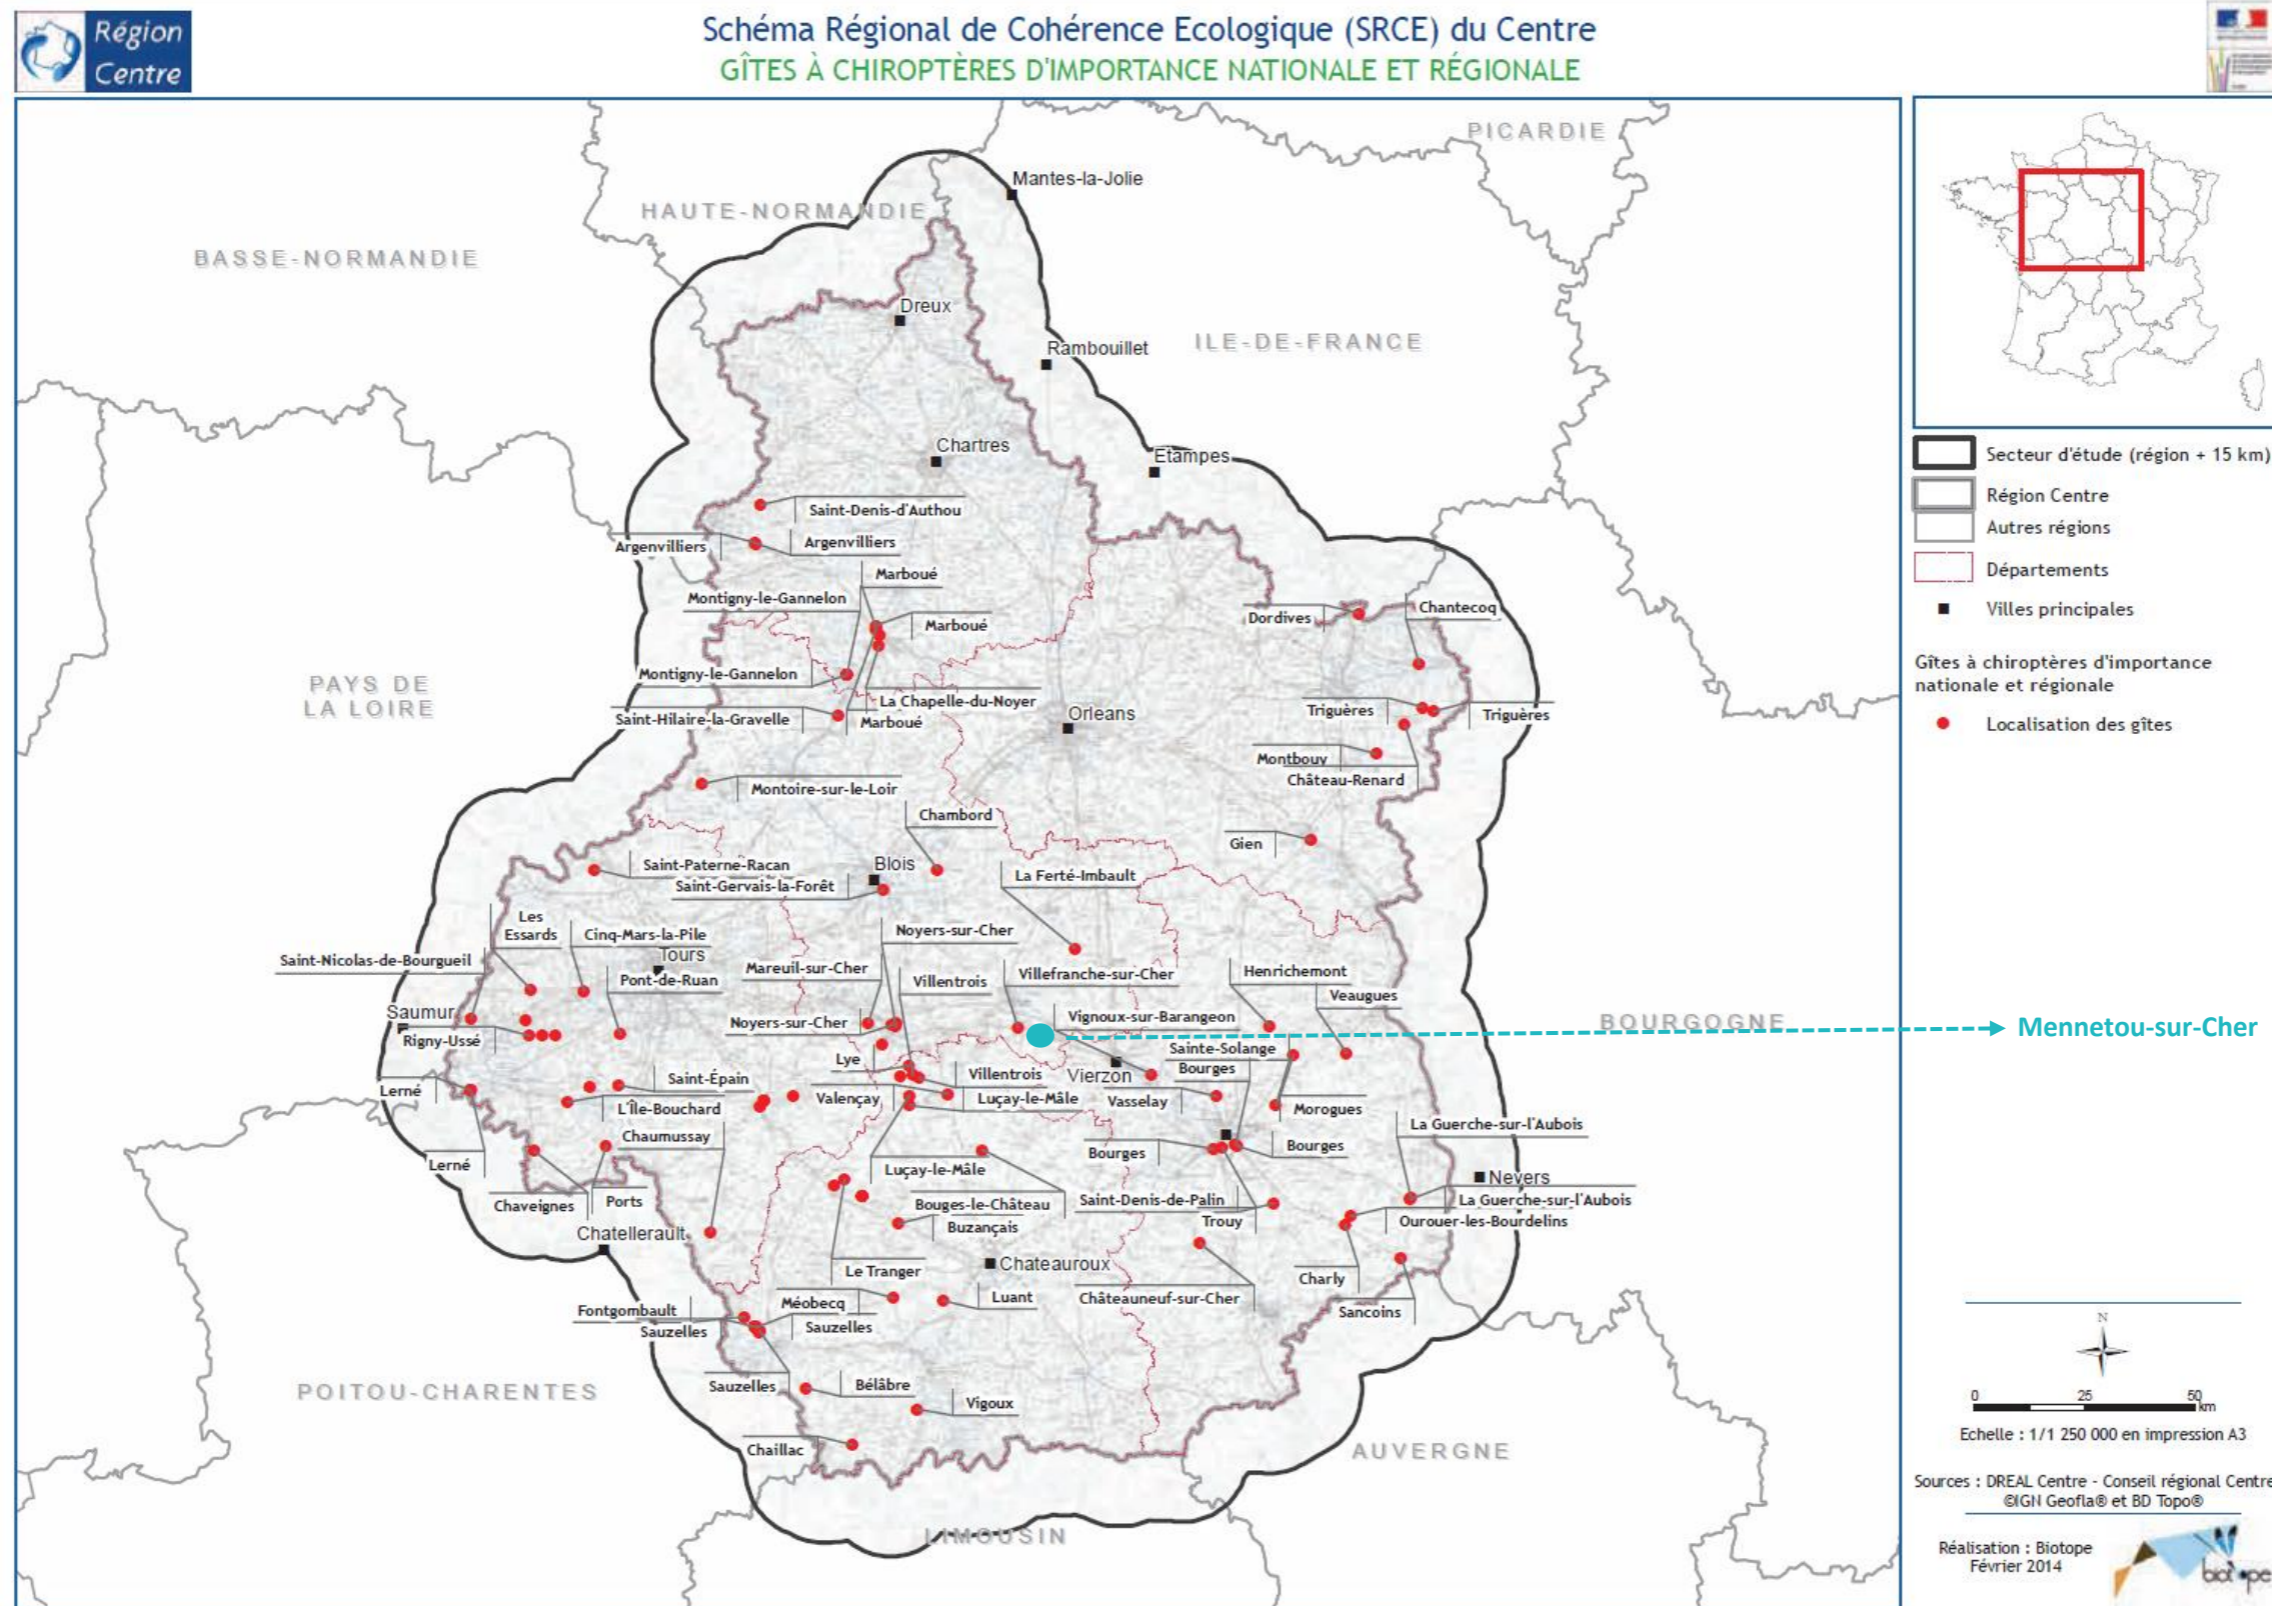 Région
Centre
Schéma Régional de Cohérence Ecologique (SRCE) du Centre
GÎTES À CHIROPTÈRES D'IMPORTANCE NATIONALE ET RÉGIONALE
PICARDIE
Mantes-la-Jolie
HAUTE-NORMANDIE
BASSE-NORMANDIE
Dreux
Rambouillet
ILE-DE-FRANCE
Chartres
Etampes
Saint-Denis-d'Authou
Argenvilliers
Argenvilliers
Marboué
Montigny-le-Gannelon
Marboué
Dordives
Chantecoq
Montigny-le-Gannelon
PAYS DE
LA LOIRE
La Chapelle-du-Noyer
Saint-Hilaire-la-Gravelle
Marboué
Orleans
Triguères
Triguères
Montbouy
Château-Renard
Montoire-sur-le-Loir
Chambord
Gien
Saint-Paterne-Racan
Blois
Saint-Gervais-la-Forêt
La Ferté-Imbault
Les
Essards
Cinq-Mars-la-Pile
Noyers-sur-Cher
Saint-Nicolas-de-Bourgueil
Tours
Mareuil-sur-Cher
Pont-de-Ruan
Villentrois
Villefranche-sur-Cher
Henrichemont
Veaugues
Saumur
Noyers-sur-Cher
Vignoux-sur-Barangeon
BOURGOGNE
Mennetou-sur-Cher
Rigny-Ussé
Lye
Sainte-Solange
Bourges
Saint-Épain
Villentrois
Vierzon
Lerné
Valençay
Luçay-le-Mâle
Vasselay
L'Île-Bouchard
Morogues
Chaumussay
La Guerche-sur-l'Aubois
Bourges
Bourges
Lerné
Luçay-le-Mâle
Nevers
Chaveignes
Ports
Bouges-le-Château
Saint-Denis-de-Palin
La Guerche-sur-l'Aubois
Buzançais
Trouy
Ourouer-les-Bourdelins
Chatellerault
Chateauroux
Le Tranger
Charly
Fontgombault
Méobecq
Luant
Châteauneuf-sur-Cher
Sancoins
Sauzelles
Sauzelles
Sauzelles
Bélâbre
POITOU-CHARENTES
Vigoux
Chaillac
AUVERGNE
LIMOUSIN
Secteur d'étude (région + 15 km)
Région Centre
Autres régions
Départements
Villes principales
Gîtes à chiroptères d'importance
nationale et régionale
Localisation des gîtes
N
0 25 50
km
Echelle : 1/1 250 000 en impression A3
Sources : DREAL Centre - Conseil régional Centre
©IGN Geofla® et BD Topo®
Réalisation : Biotope
Février 2014
biotope